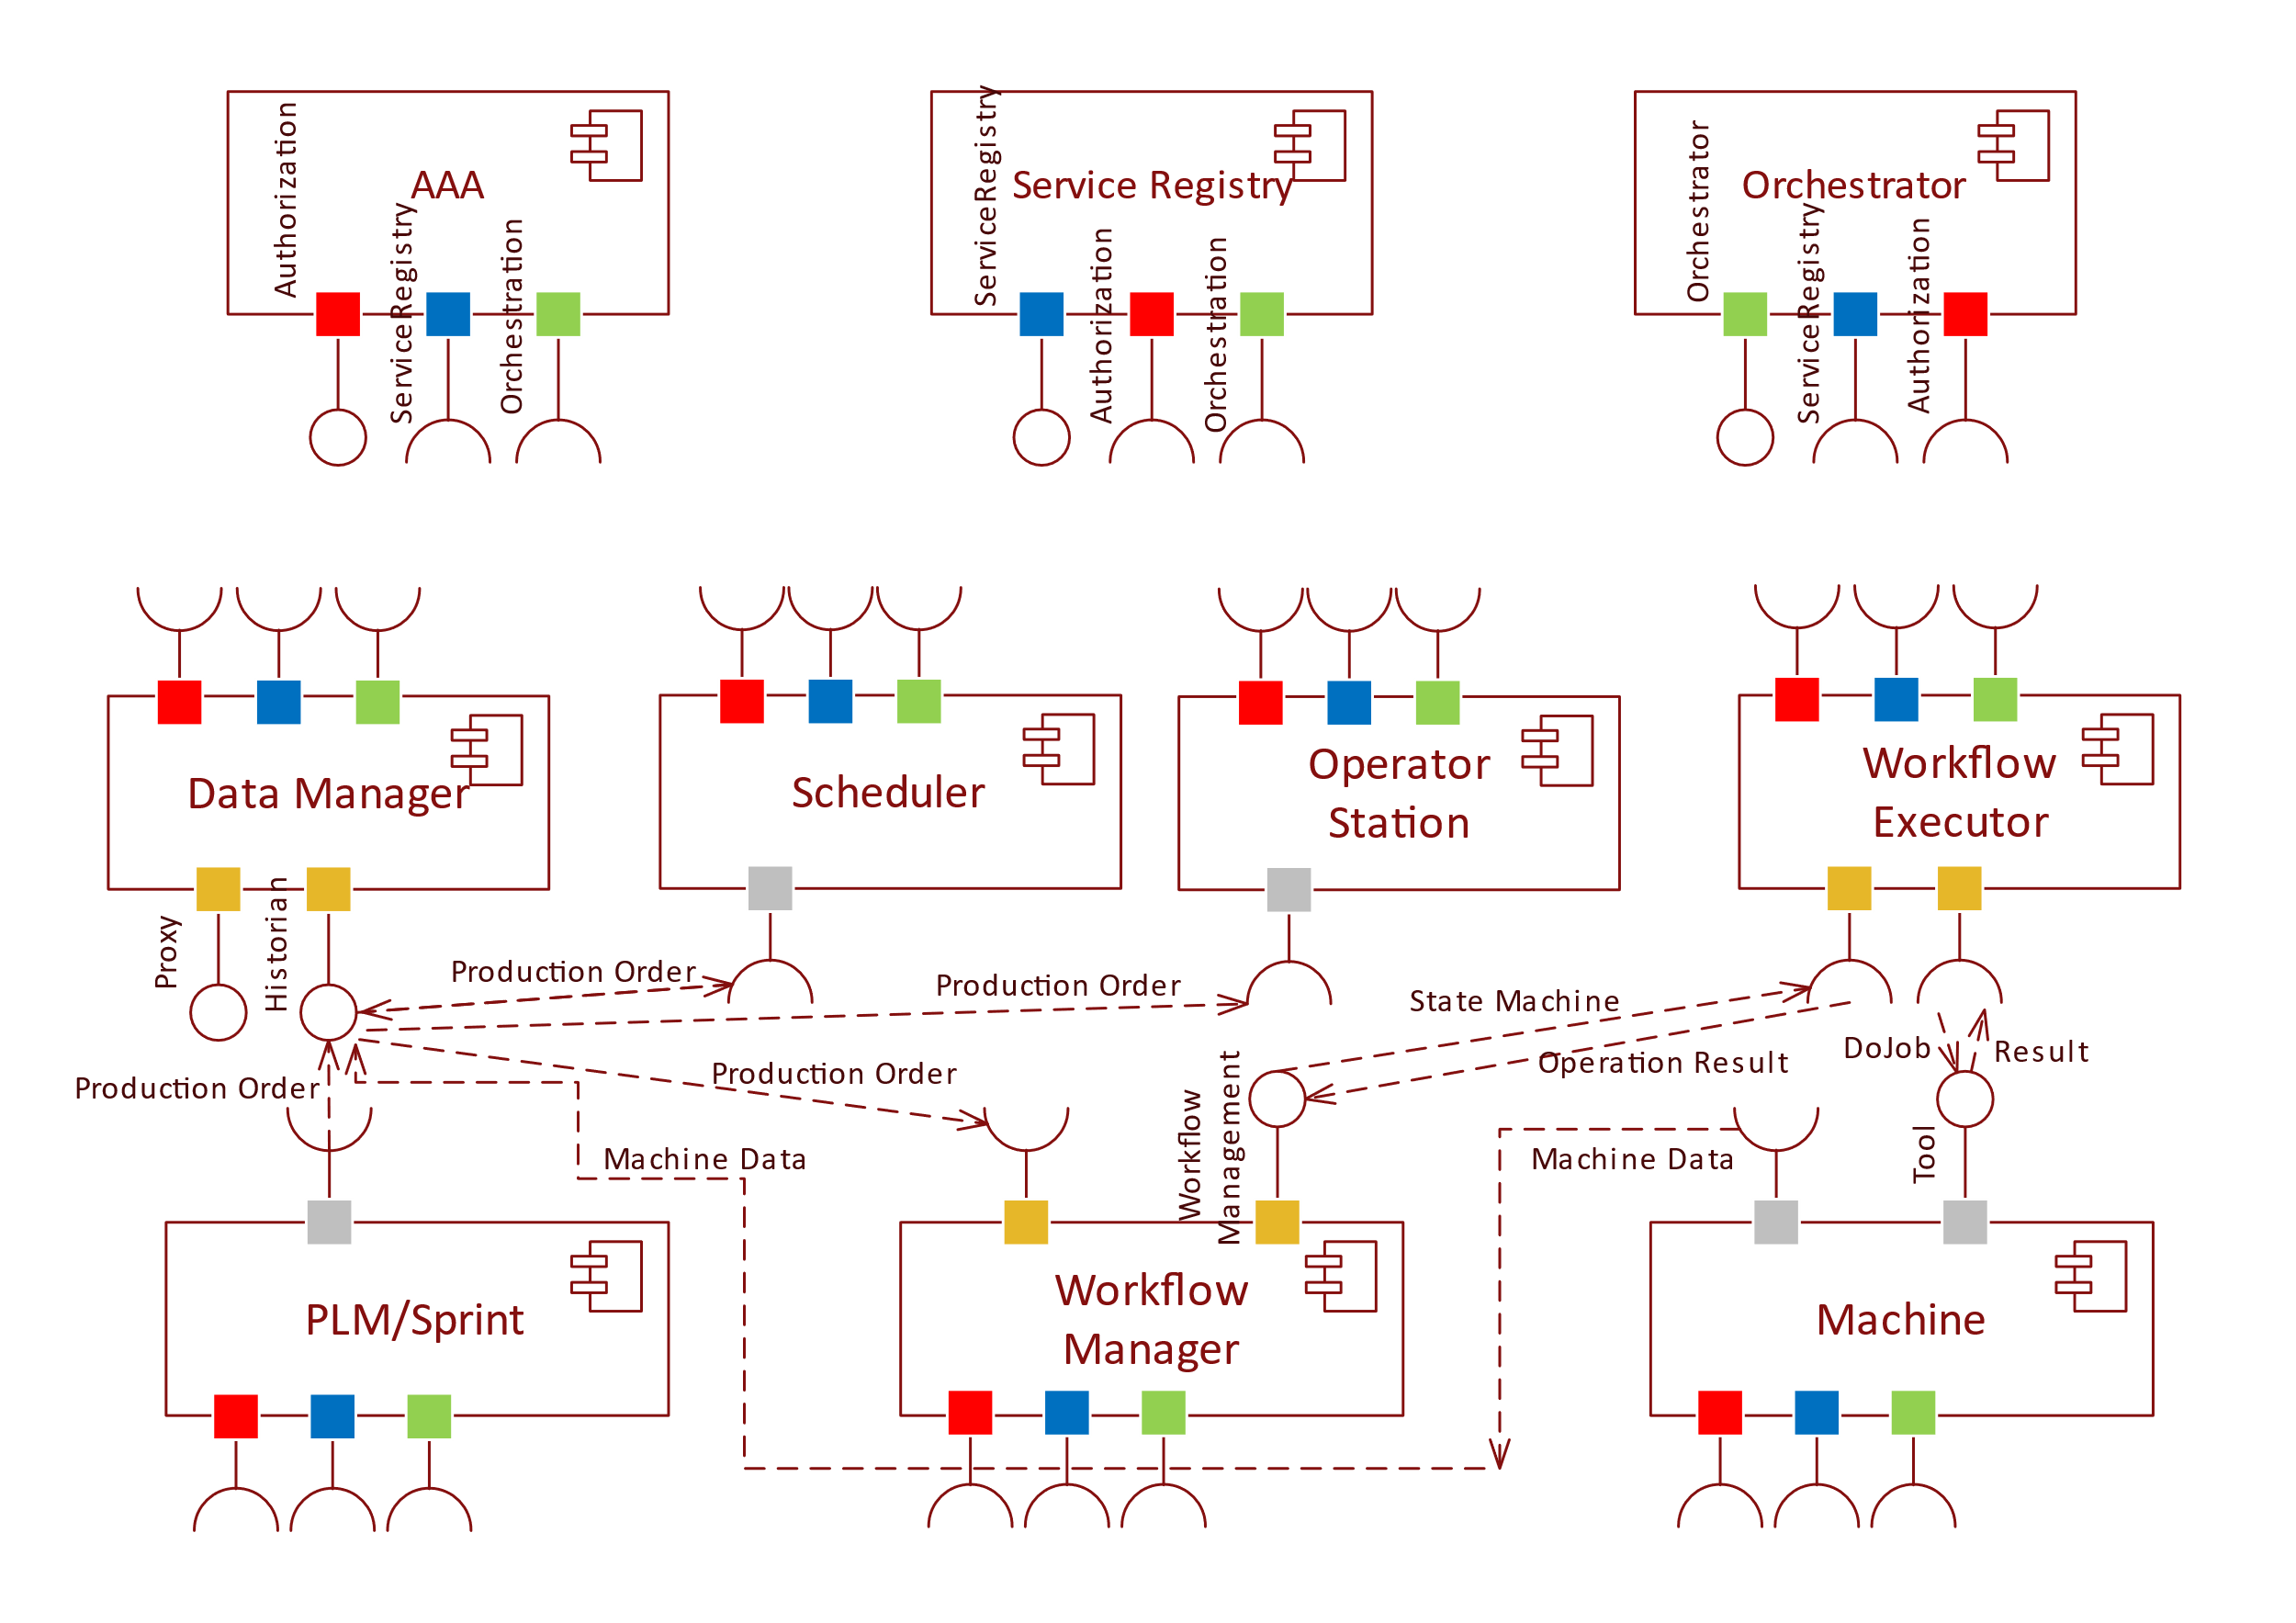 Authorization
AAA
ServiceRegistry
Orchestration
ServiceRegistry
Service Registry
Authorization
Orchestration
Orchestrator
Orchestrator
ServiceRegistry
Authorization
Data Manager
Scheduler
Operator
Station
Workflow
Executor
Proxy
Historian
Production Order
Production Order
State Machine
DoJob
Result
Production Order
Production Order
Operation Result
Workflow
Management
Machine Data
Machine Data
Tool
PLM/Sprint
Workflow
Manager
Machine